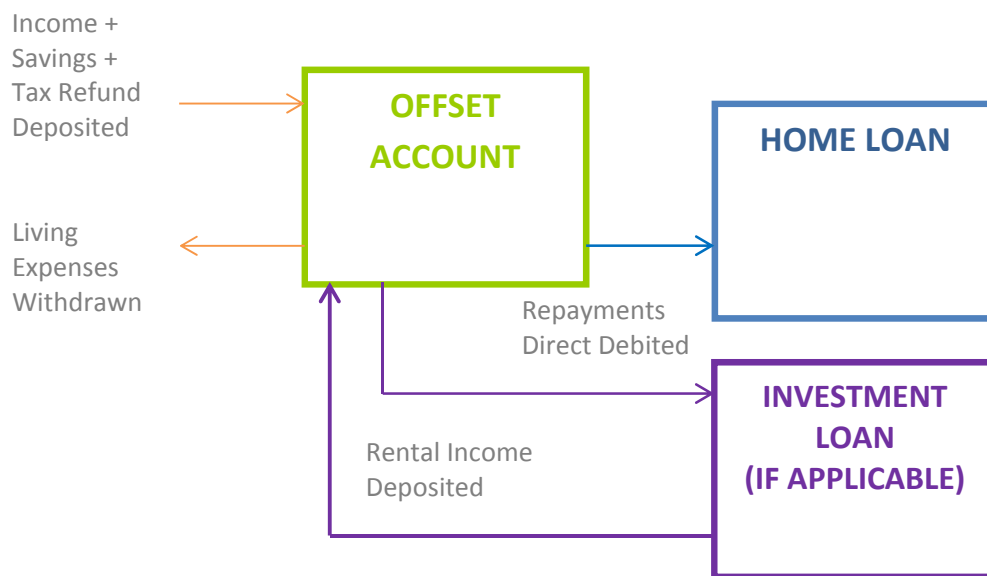 Income +
Savings +
Tax Refund
Deposited
OFFSET
ACCOUNT
HOME LOAN
Living
Expenses
Withdrawn
Repayments
Direct Debited
INVESTMENT
LOAN
(IF APPLICABLE)
Rental Income
Deposited